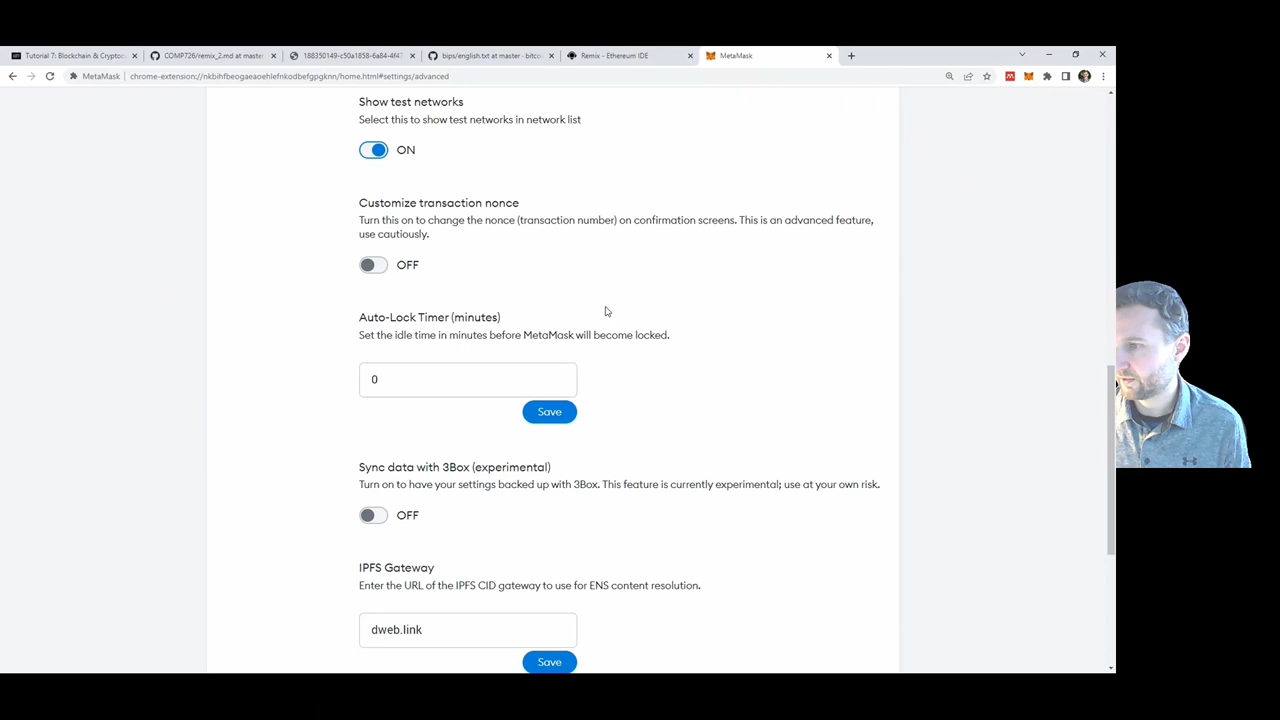 Tutorial 7: Blockchain & Cryptoc
COMP726/remix_2.md at master
188350149-c50a1858-6a84-4f47
bips/english.txt at master · bitco
Remix - Ethereum IDE
MetaMask
MetaMask | chrome-extension://nkbihfbeogaeaoehlefnkodbefgpgknn/home.html#settings/advanced
Show test networks
Select this to show test networks in network list
ON
Customize transaction nonce
Turn this on to change the nonce (transaction number) on confirmation screens. This is an advanced feature,
use cautiously.
OFF
Auto-Lock Timer (minutes)
Set the idle time in minutes before MetaMask will become locked.
0
Save
Sync data with 3Box (experimental)
Turn on to have your settings backed up with 3Box. This feature is currently experimental; use at your own risk.
OFF
IPFS Gateway
Enter the URL of the IPFS CID gateway to use for ENS content resolution.
dweb.link
Save